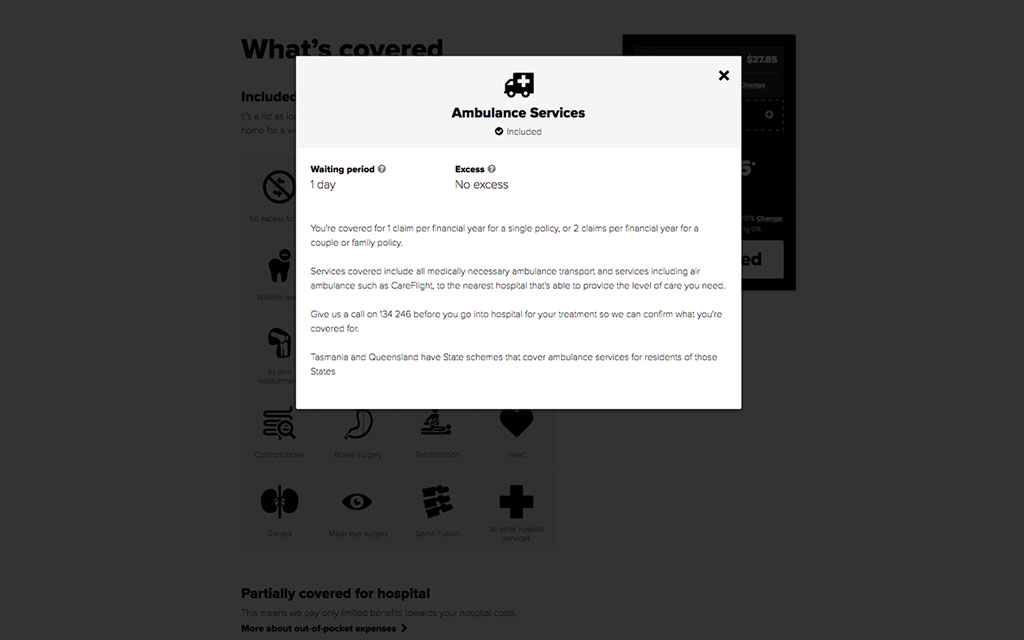 What's covered
$27.85
Change
Included
It's a list as lon
home for a w
Ambulance Services
Included
Waiting period
Excess
1 day
No excess
You're covered for 1 claim per financial year for a single policy, or 2 claims per financial year for a
couple or family policy.
Services covered include all medically necessary ambulance transport and services including air
ambulance such as CareFlight, to the nearest hospital that's able to provide the level of care you need.
Give us a call on 134 246 before you go into hospital for your treatment so we can confirm what you're
covered for.
Tasmania and Queensland have State schemes that cover ambulance services for residents of those
States
No excess for
Wisdom tee
All joint
replacemen
Change
ng 0%
ed
Colonoscopies
Bowel surgery
Rehabilitation
Heart
Dialysis
Major eye surgery
Spinal Fusion
All other hospital
services
Partially covered for hospital
This means we pay only limited benefits towards your hospital costs.
More about out-of-pocket expenses